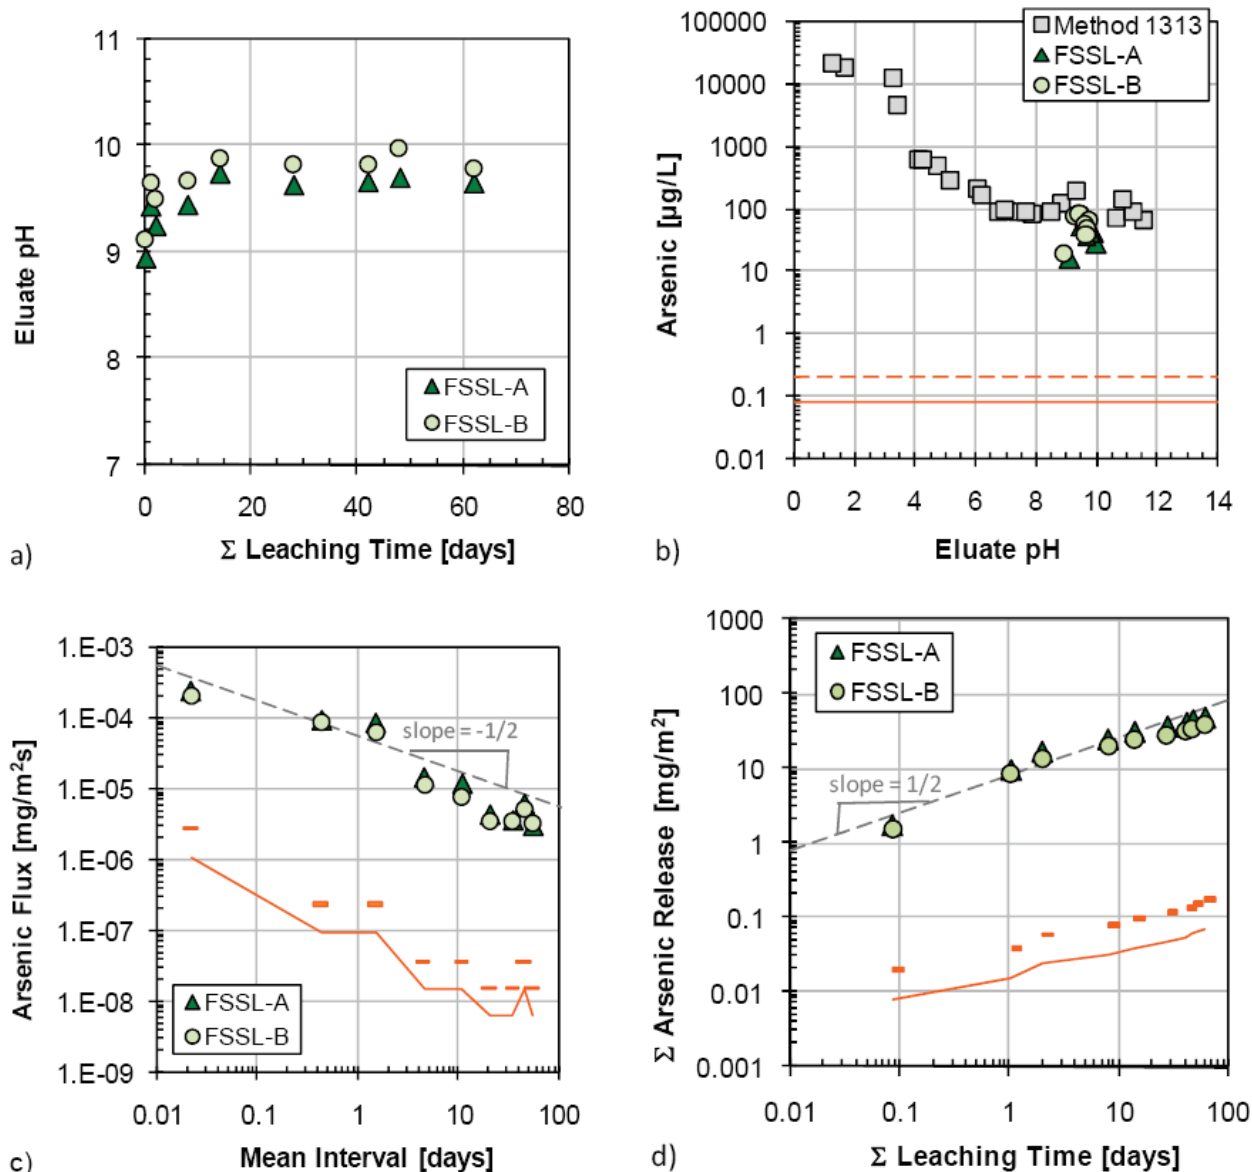 11
10
9
8
7
Eluate pH
FSSL-A
FSSL-B
0 20 40 60 80
Σ Leaching Time [days]
a)
100000
10000
1000
100
10
1
0.1
0.01
Arsenic [µg/L]
Method 1313
FSSL-A
FSSL-B
0 2 4 6 8 10 12 14
Eluate pH
b)
1.E-03
1.E-04
1.E-05
1.E-06
1.E-07
1.E-08
1.E-09
Arsenic Flux [mg/m²s]
slope = -1/2
FSSL-A
FSSL-B
0.01 0.1 1 10 100
Mean Interval [days]
c)
1000
100
10
1
0.1
0.01
0.001
Σ Arsenic Release [mg/m²]
FSSL-A
FSSL-B
slope = 1/2
0.01 0.1 1 10 100
Σ Leaching Time [days]
d)